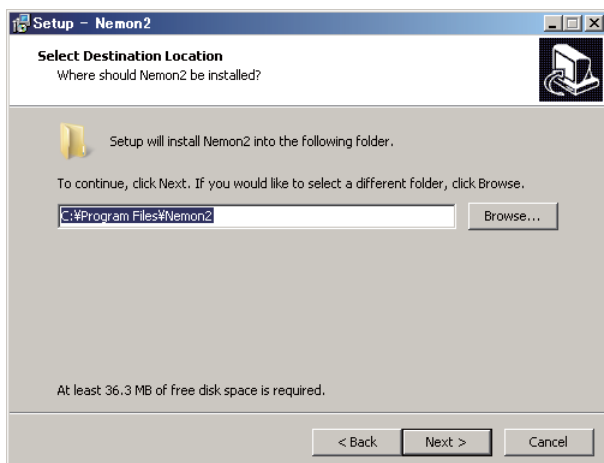 Setup - Nemon2
Select Destination Location
Where should Nemon2 be installed?
Setup will install Nemon2 into the following folder.
To continue, click Next. If you would like to select a different folder, click Browse.
C:¥Program Files¥Nemon2
Browse...
At least 36.3 MB of free disk space is required.
< Back
Next >
Cancel